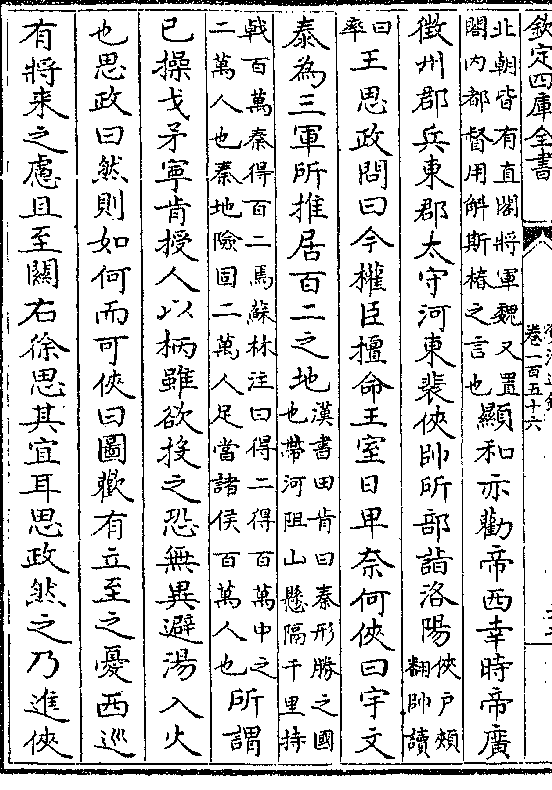 欽定四庫全書
卷一百五十六
北朝皆有直閤將軍魏又置
閤内都督用斛斯椿之言也
顯和亦勸帝西幸時帝廣
徵州郡兵東郡太守河東裴俠帥所部詣洛陽
俠户頰
翻帥讀
曰
率
王思政問曰今權臣擅命王室日卑奈何俠曰宇文
泰為三軍所推居百二之地
漢書田肯曰秦形勝之國
也帶河阻山懸隔千里持
戟百萬秦得百二馬蘇林注曰得二得百萬中之
二萬人也秦地險固二萬人足當諸侯百萬人也
所謂
已操戈矛寧肯授人以柄雖欲投之恐無異避湯入火
也思政曰然則如何而可俠曰圖歡有立至之憂西巡
有將來之慮且至關右徐思其宜耳思政然之乃進俠